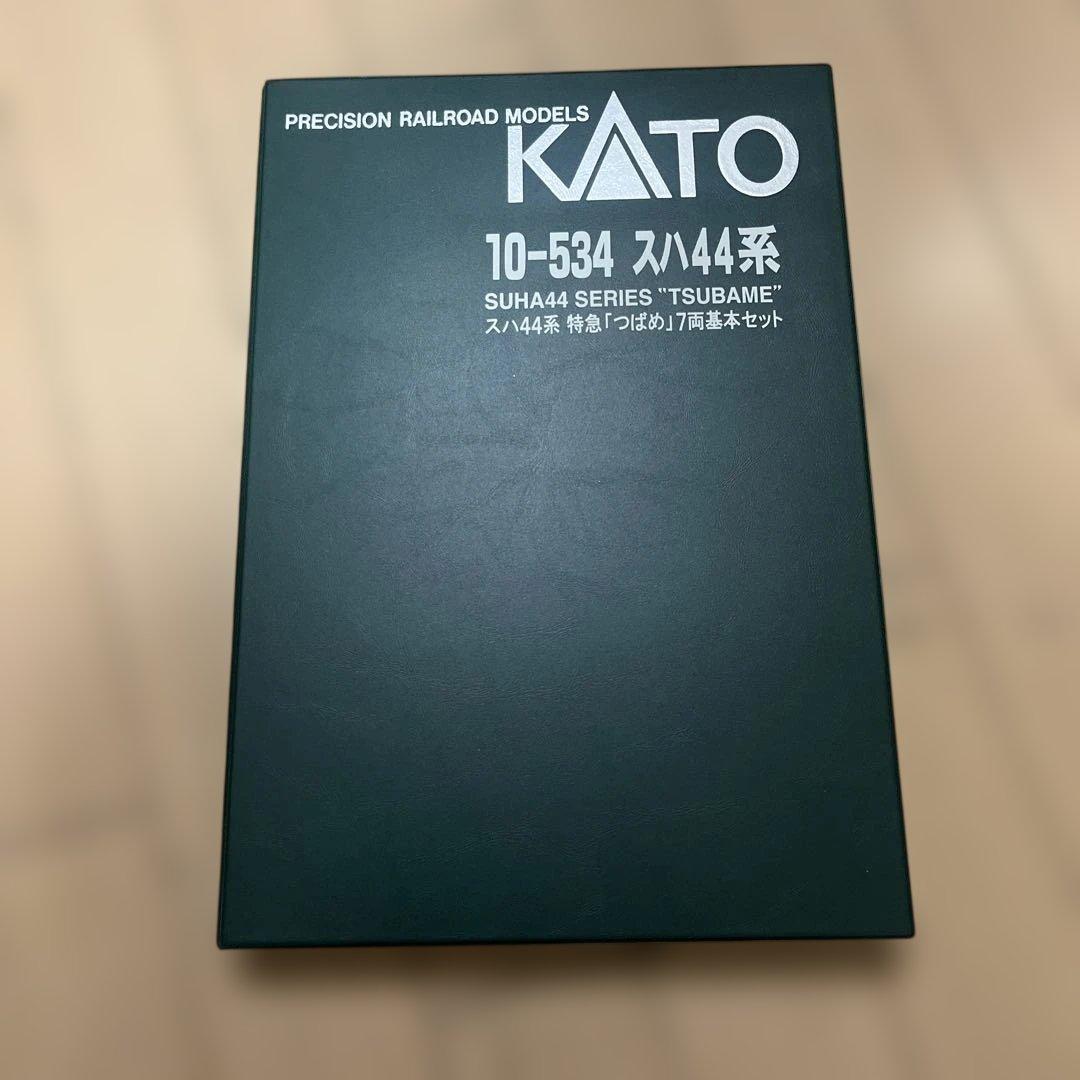 PRECISION RAILROAD MODELS
KATO
10-534 スハ44系
SUHA44 SERIES "TSUBAME"
スハ44系 特急「つばめ」7両基本セット